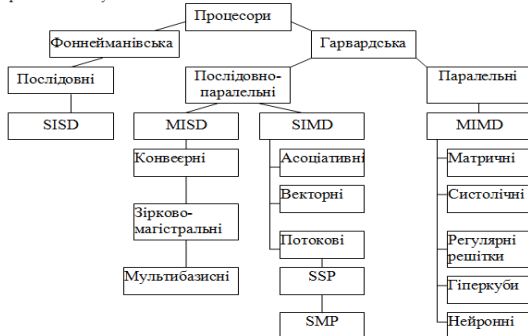 Процесори
Фоннейманівська
Гарвардська
Послідовні
Послідовно-
паралельні
Паралельні
SISD
MISD
SIMD
MIMD
Конвеєрні
Асоціативні
Матричні
Векторні
Систолічні
Зірково-
магістральні
Потокові
Регулярні
решітки
Мультибазисні
SSP
Гіперкуби
SMP
Нейронні